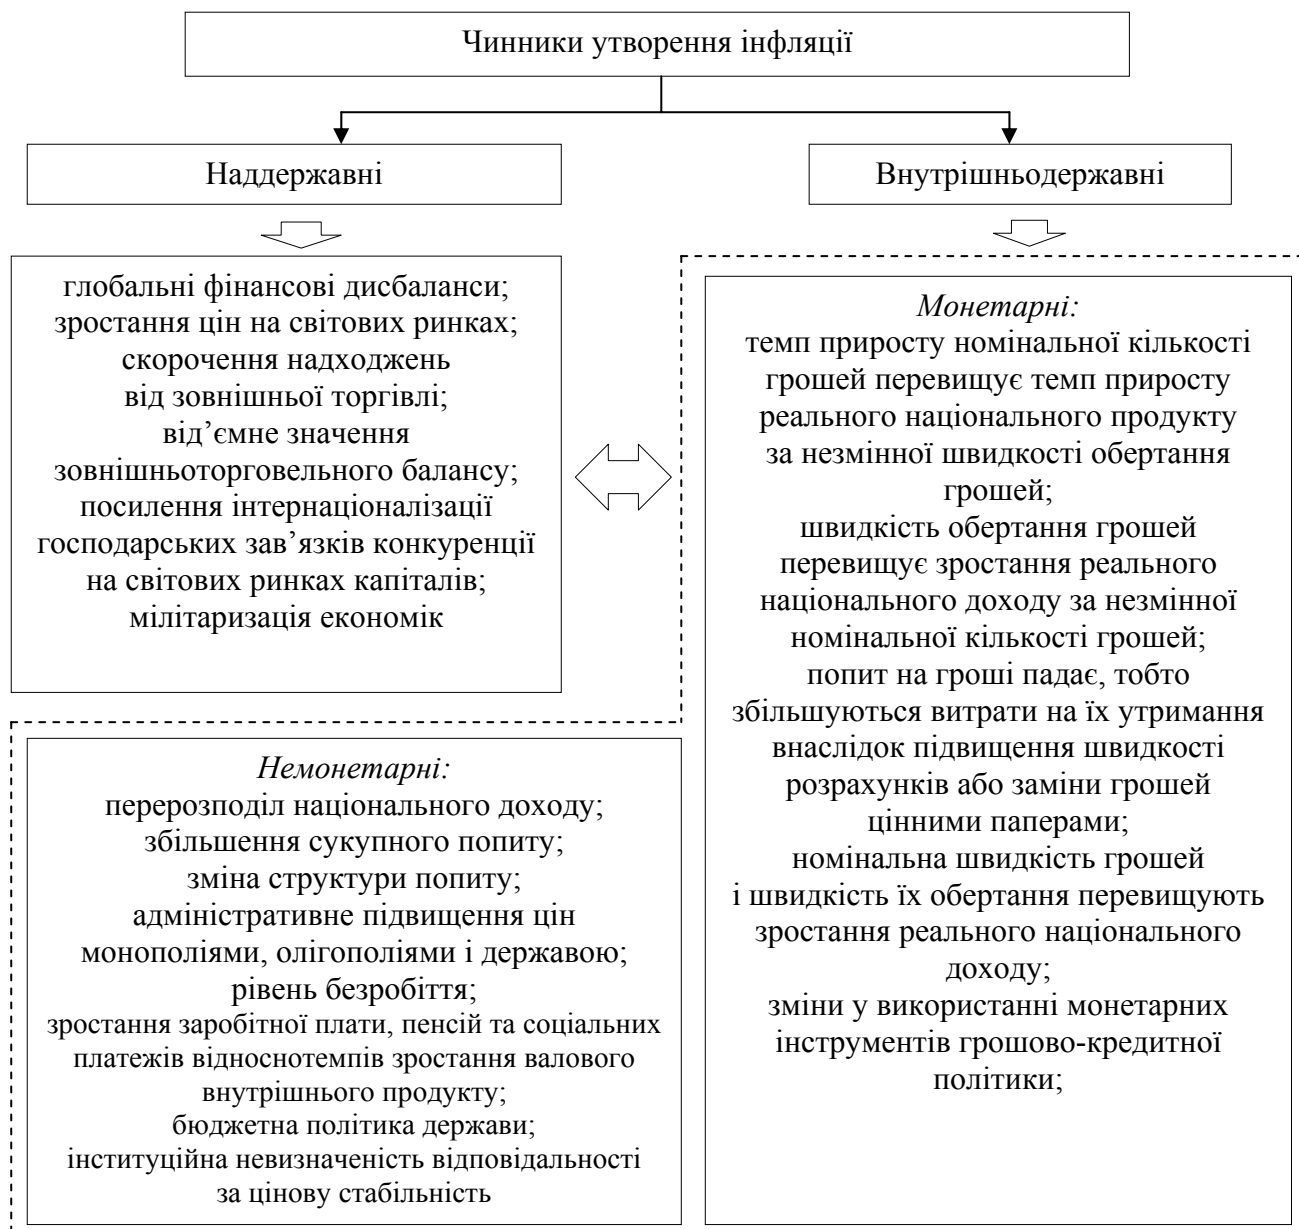 Чинники утворення інфляції
Наддержавні
Внутрішньодержавні
глобальні фінансові дисбаланси;
зростання цін на світових ринках;
скорочення надходжень
від зовнішньої торгівлі;
від’ємне значення
зовнішньоторговельного балансу;
посилення інтернаціоналізації
господарських зав’язків конкуренції
на світових ринках капіталів;
мілітаризація економік
Монетарні:
темп приросту номінальної кількості
грошей перевищує темп приросту
реального національного продукту
за незмінної швидкості обертання
грошей;
швидкість обертання грошей
перевищує зростання реального
національного доходу за незмінної
номінальної кількості грошей;
попит на гроші падає, тобто
збільшуються витрати на їх утримання
внаслідок підвищення швидкості
розрахунків або заміни грошей
цінними паперами;
номінальна швидкість грошей
і швидкість їх обертання перевищують
зростання реального національного
доходу;
зміни у використанні монетарних
інструментів грошово-кредитної
політики;
Немонетарні:
перерозподіл національного доходу;
збільшення сукупного попиту;
зміна структури попиту;
адміністративне підвищення цін
монополіями, олігополіями і державою;
рівень безробіття;
зростання заробітної плати, пенсій та соціальних
платежів відноснотемпів зростання валового
внутрішнього продукту;
бюджетна політика держави;
інституційна невизначеність відповідальності
за цінову стабільність